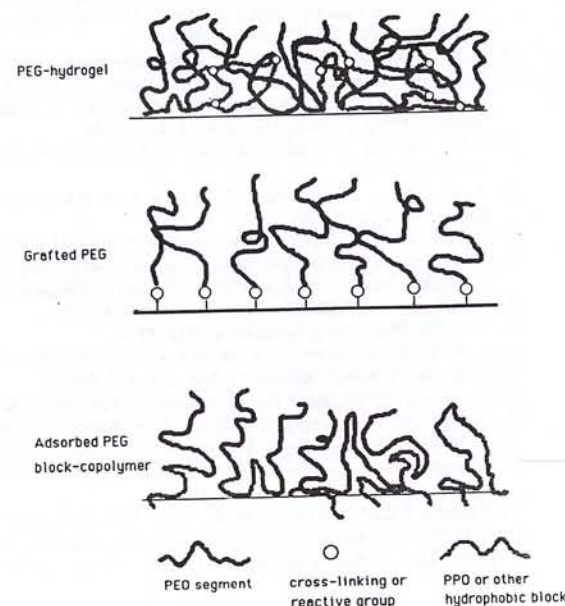 PEG-hydrogel
Grafted PEG
Adsorbed PEG
block-copolymer
PEO segment
cross-linking or
reactive group
PPO or other
hydrophobic block